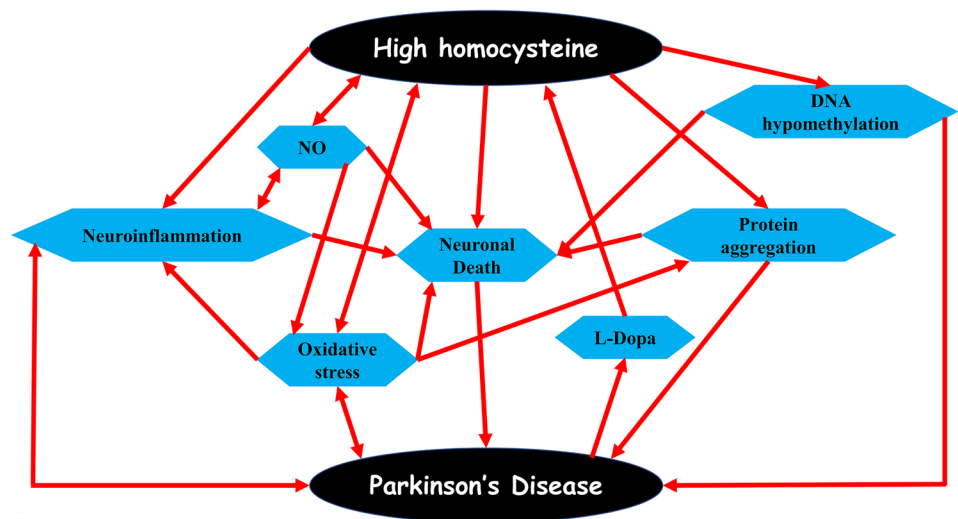 High homocysteine
DNA
hypomethylation
NO
Neuroinflammation
Neuronal
Death
Protein
aggregation
Oxidative
stress
L-Dopa
Parkinson's Disease